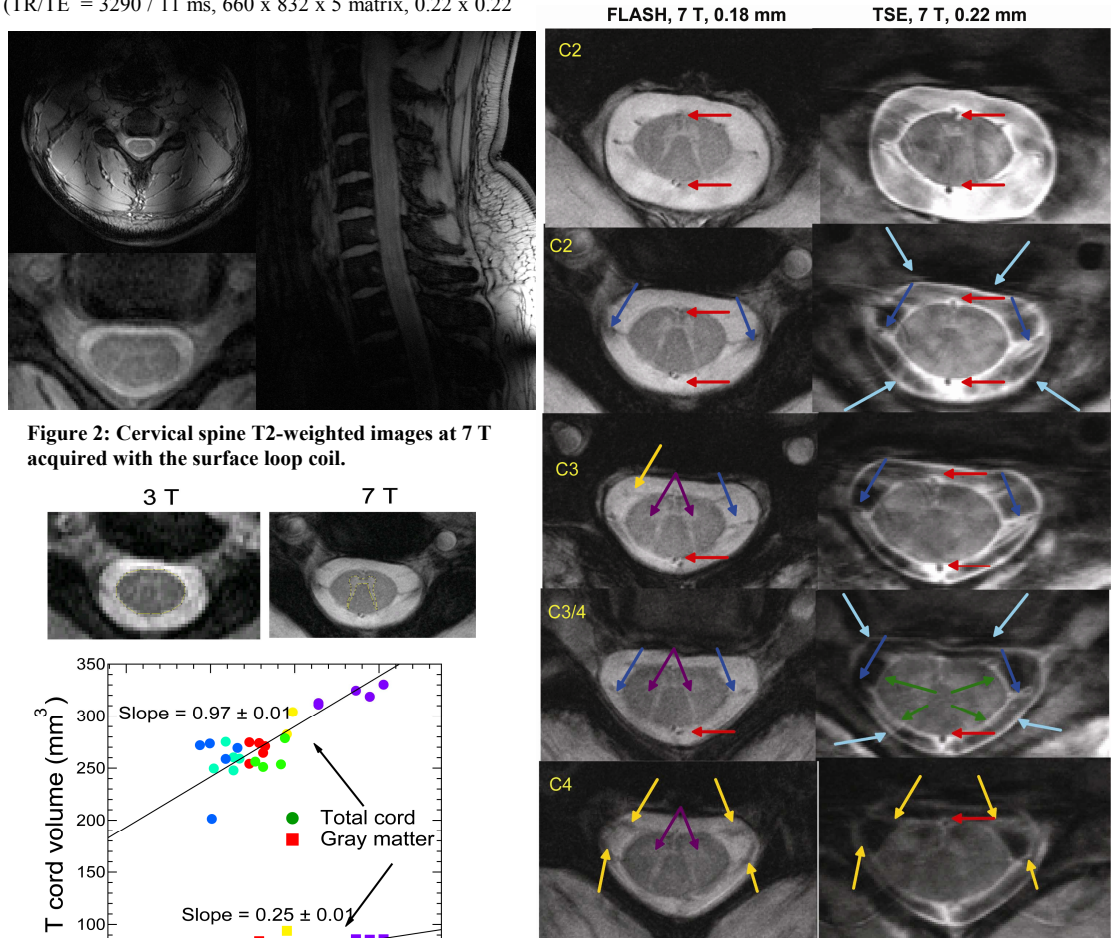 (TR/TE = 3290 / 11 ms, 660 x 832 x 5 matrix, 0.22 x 0.22
Figure 2: Cervical spine T2-weighted images at 7 T
acquired with the surface loop coil.
3 T
7 T
350
300
250
200
150
100
T cord volume (mm³)
Slope = 0.97 ± 0.01
Total cord
Gray matter
Slope = 0.25 ± 0.01
FLASH, 7 T, 0.18 mm
TSE, 7 T, 0.22 mm
C2
C2
C3
C3/4
C4